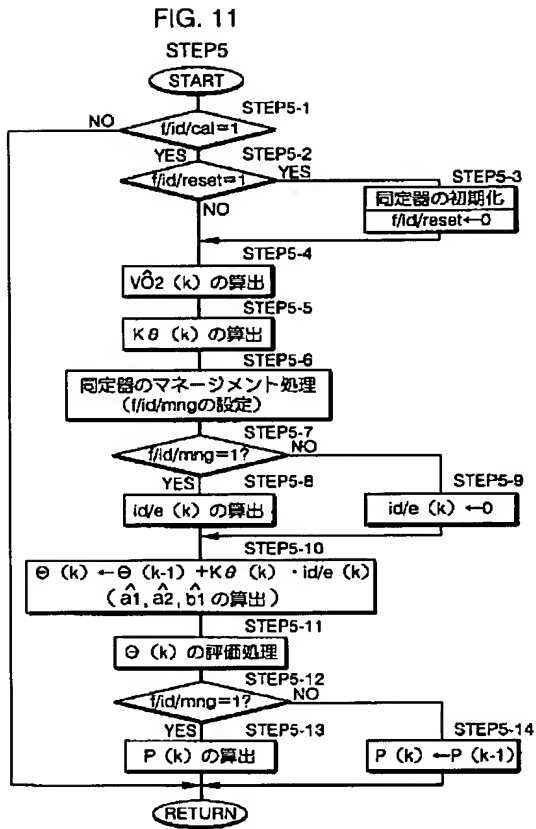 FIG. 11
STEP5
START
STEP5-1
NO
f/id/cal=1
YES
STEP5-2
f/id/reset=1
YES
STEP5-3
同定器の初期化
f/id/reset←0
NO
STEP5-4
VÔ2 (k) の算出
STEP5-5
Kθ (k) の算出
STEP5-6
同定器のマネージメント処理
(f/id/mngの設定)
STEP5-7
f/id/mng=1?
NO
YES
STEP5-8
STEP5-9
id/e (k) の算出
id/e (k) ←0
STEP5-10
Θ (k) ←Θ (k-1) +Kθ (k) ・id/e (k)
(â1, â2, b̂1 の算出)
STEP5-11
Θ (k) の評価処理
STEP5-12
f/id/mng=1?
NO
YES
STEP5-13
STEP5-14
P (k) の算出
P (k) ←P (k-1)
RETURN